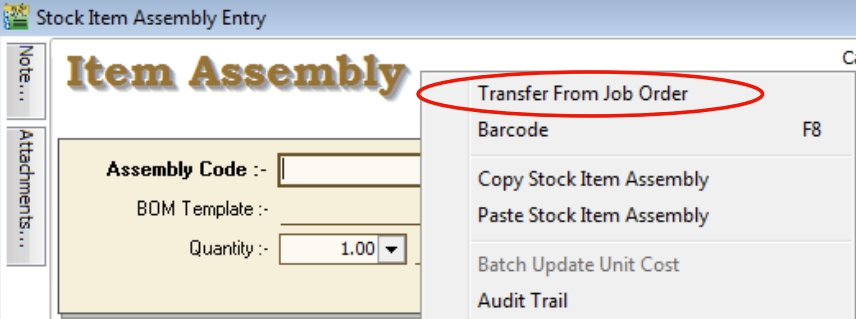 Stock Item Assembly Entry
Note...
Attachments...
Item Assembly
Assembly Code :-
BOM Template :-
Quantity :- 1.00
Transfer From Job Order
Barcode F8
Copy Stock Item Assembly
Paste Stock Item Assembly
Batch Update Unit Cost
Audit Trail